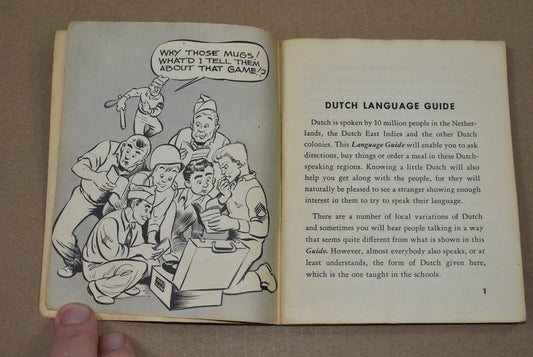 WHY THOSE MUGS!
WHAT'D I TELL THEM
ABOUT THAT GAME!?
DUTCH LANGUAGE GUIDE
Dutch is spoken by 10 million people in the Nether-
lands, the Dutch East Indies and the other Dutch
colonies. This Language Guide will enable you to ask
directions, buy things or order a meal in these Dutch-
speaking regions. Knowing a little Dutch will also
help you get along with the people, for they will
naturally be pleased to see a stranger showing enough
interest in them to try to speak their language.
There are a number of local variations of Dutch
and sometimes you will hear people talking in a way
that seems quite different from what is shown in this
Guide. However, almost everybody also speaks, or at
least understands, the form of Dutch given here,
which is the one taught in the schools.
1